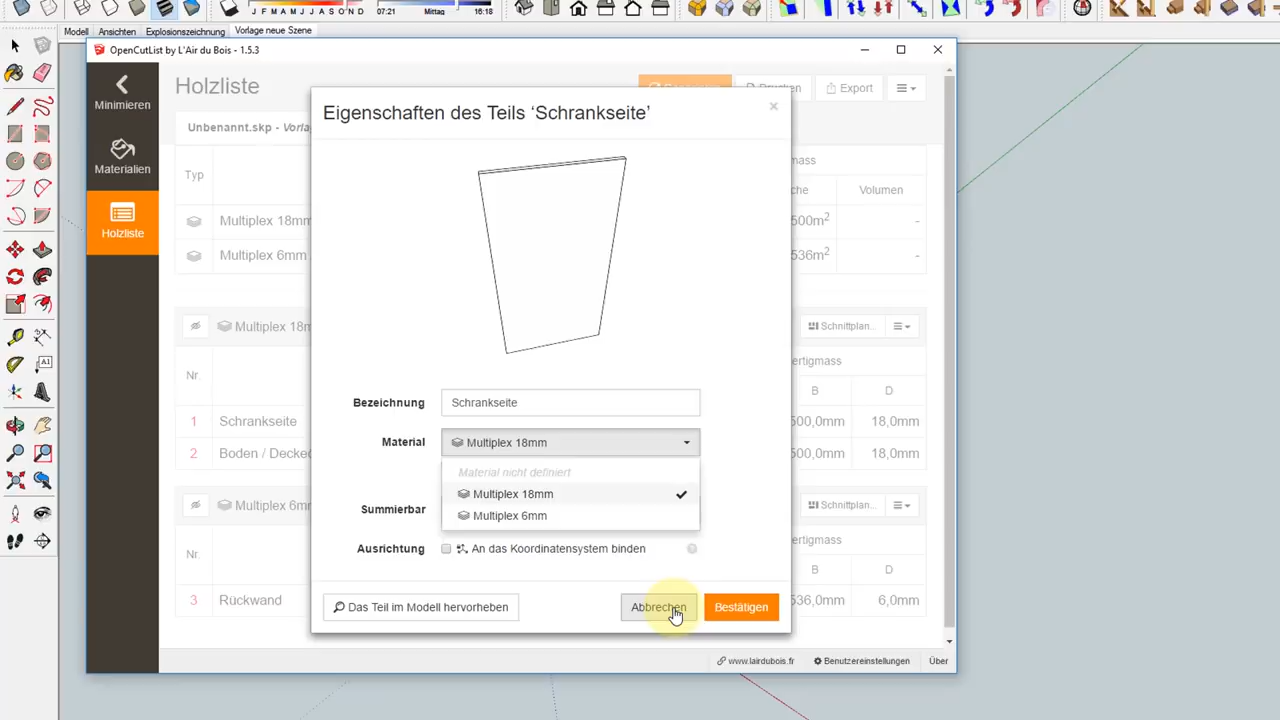 J F M A M J J A S O N D 07:21 Mittag 16:18
Modell Ansichten Explosionszeichnung Vorlage neue Szene
OpenCutList by L'Air du Bois - 1.5.3
Minimieren
Materialien
Holzliste
Holzliste
Export
Unbenannt.skp - Vorla
Typ
Volumen
Multiplex 18mm 500m² -
Multiplex 6mm 536m² -
Multiplex 18m Schnittplan...
Nr. B D
1 Schrankseite 500,0mm 18,0mm
2 Boden / Decke 500,0mm 18,0mm
Multiplex 6mm Schnittplan...
Nr. B D
3 Rückwand 536,0mm 6,0mm
www.lairdubois.fr Benutzereinstellungen Über
Eigenschaften des Teils ‘Schrankseite’
×
Bezeichnung Schrankseite
Material Multiplex 18mm
Material nicht definiert
Multiplex 18mm
Multiplex 6mm
Summierbar
Ausrichtung An das Koordinatensystem binden
Das Teil im Modell hervorheben Abbrechen Bestätigen
A1